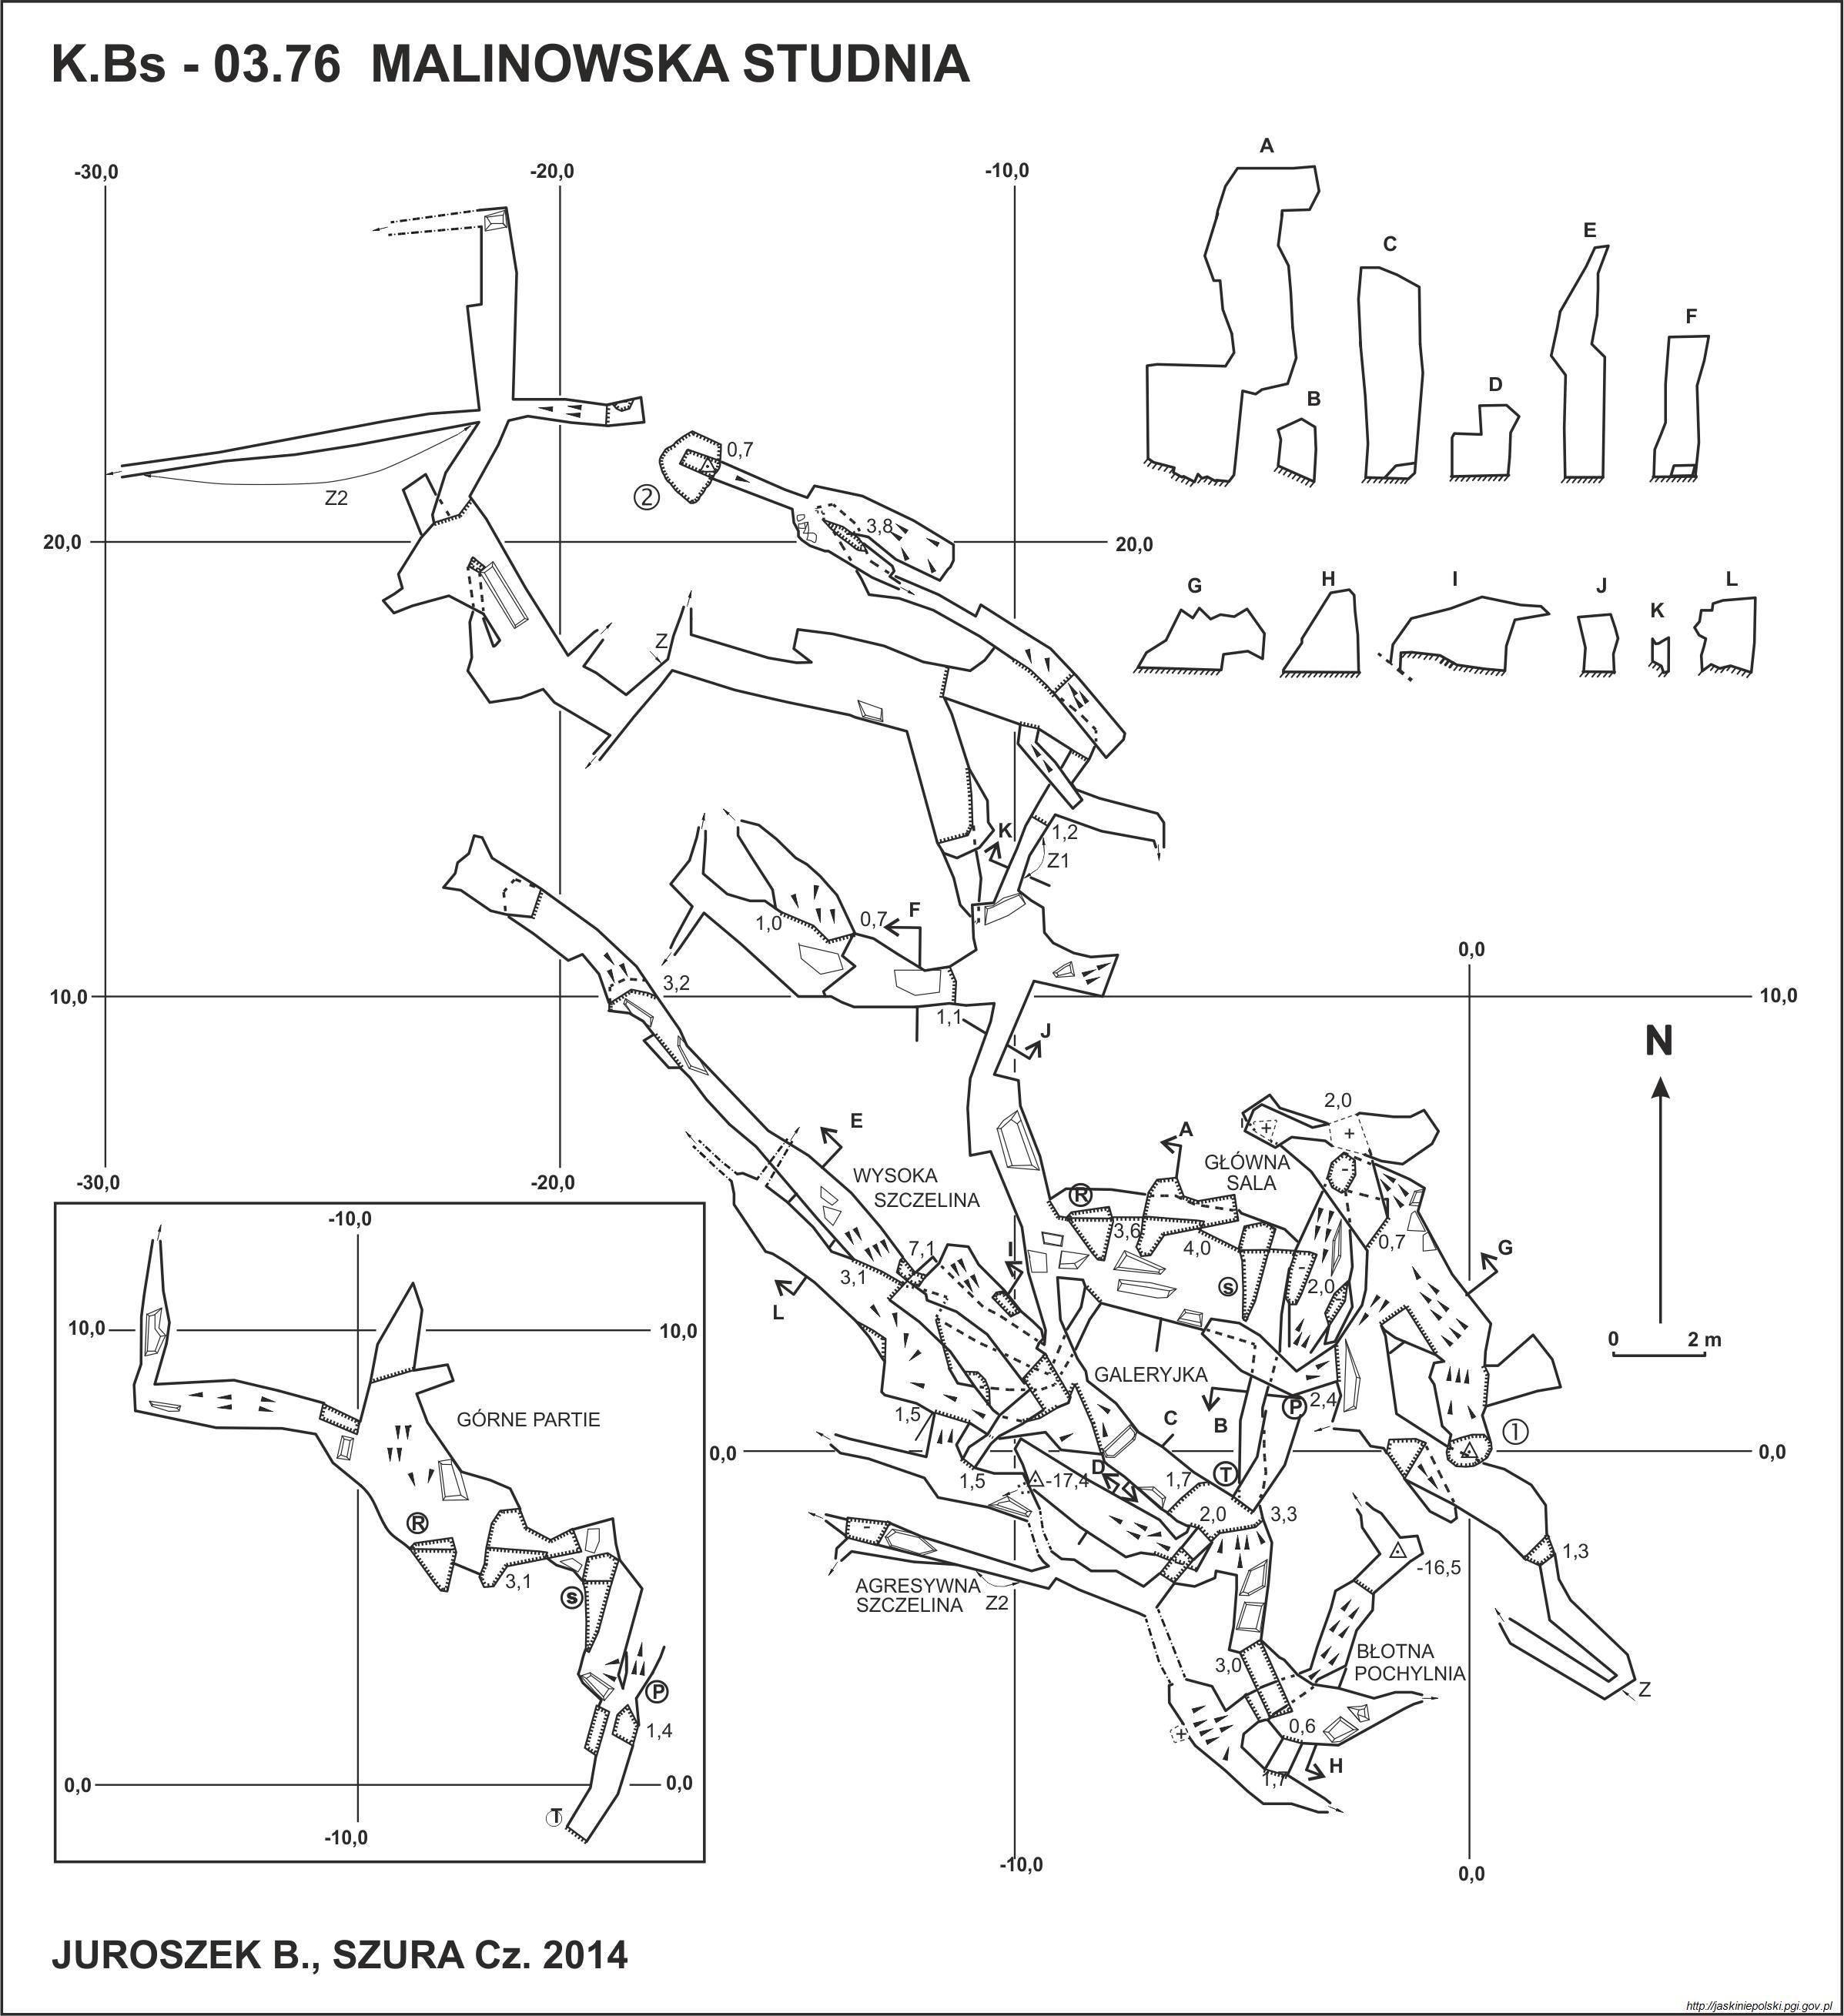 K.Bs - 03.76 MALINOWSKA STUDNIA
-30,0
-20,0
-10,0
A
B
C
D
E
F
G
H
I
J
K
L
Z2
②
0,7
3,8
20,0
20,0
Z
K
1,2
Z1
1,0
0,7
F
10,0
3,2
1,1
J
0,0
10,0
N
0
2 m
-30,0
-20,0
E
WYSOKA
SZCZELINA
A
GŁÓWNA
SALA
2,0
R
3,6
4,0
S
2,0
0,7
G
I
7,1
3,1
L
GALERYJKA
B
P
2,4
①
1,5
C
0,0
0,0
1,5
-17,4
D
1,7
T
2,0
3,3
1,3
-16,5
AGRESYWNA
SZCZELINA
Z2
BŁOTNA
POCHYLNIA
Z
3,0
0,6
1,7
H
-10,0
0,0
-10,0
10,0
10,0
GÓRNE PARTIE
R
3,1
S
P
1,4
0,0
0,0
T
-10,0
JUROSZEK B., SZURA Cz. 2014
http://jaskiniepolski.pgi.gov.pl